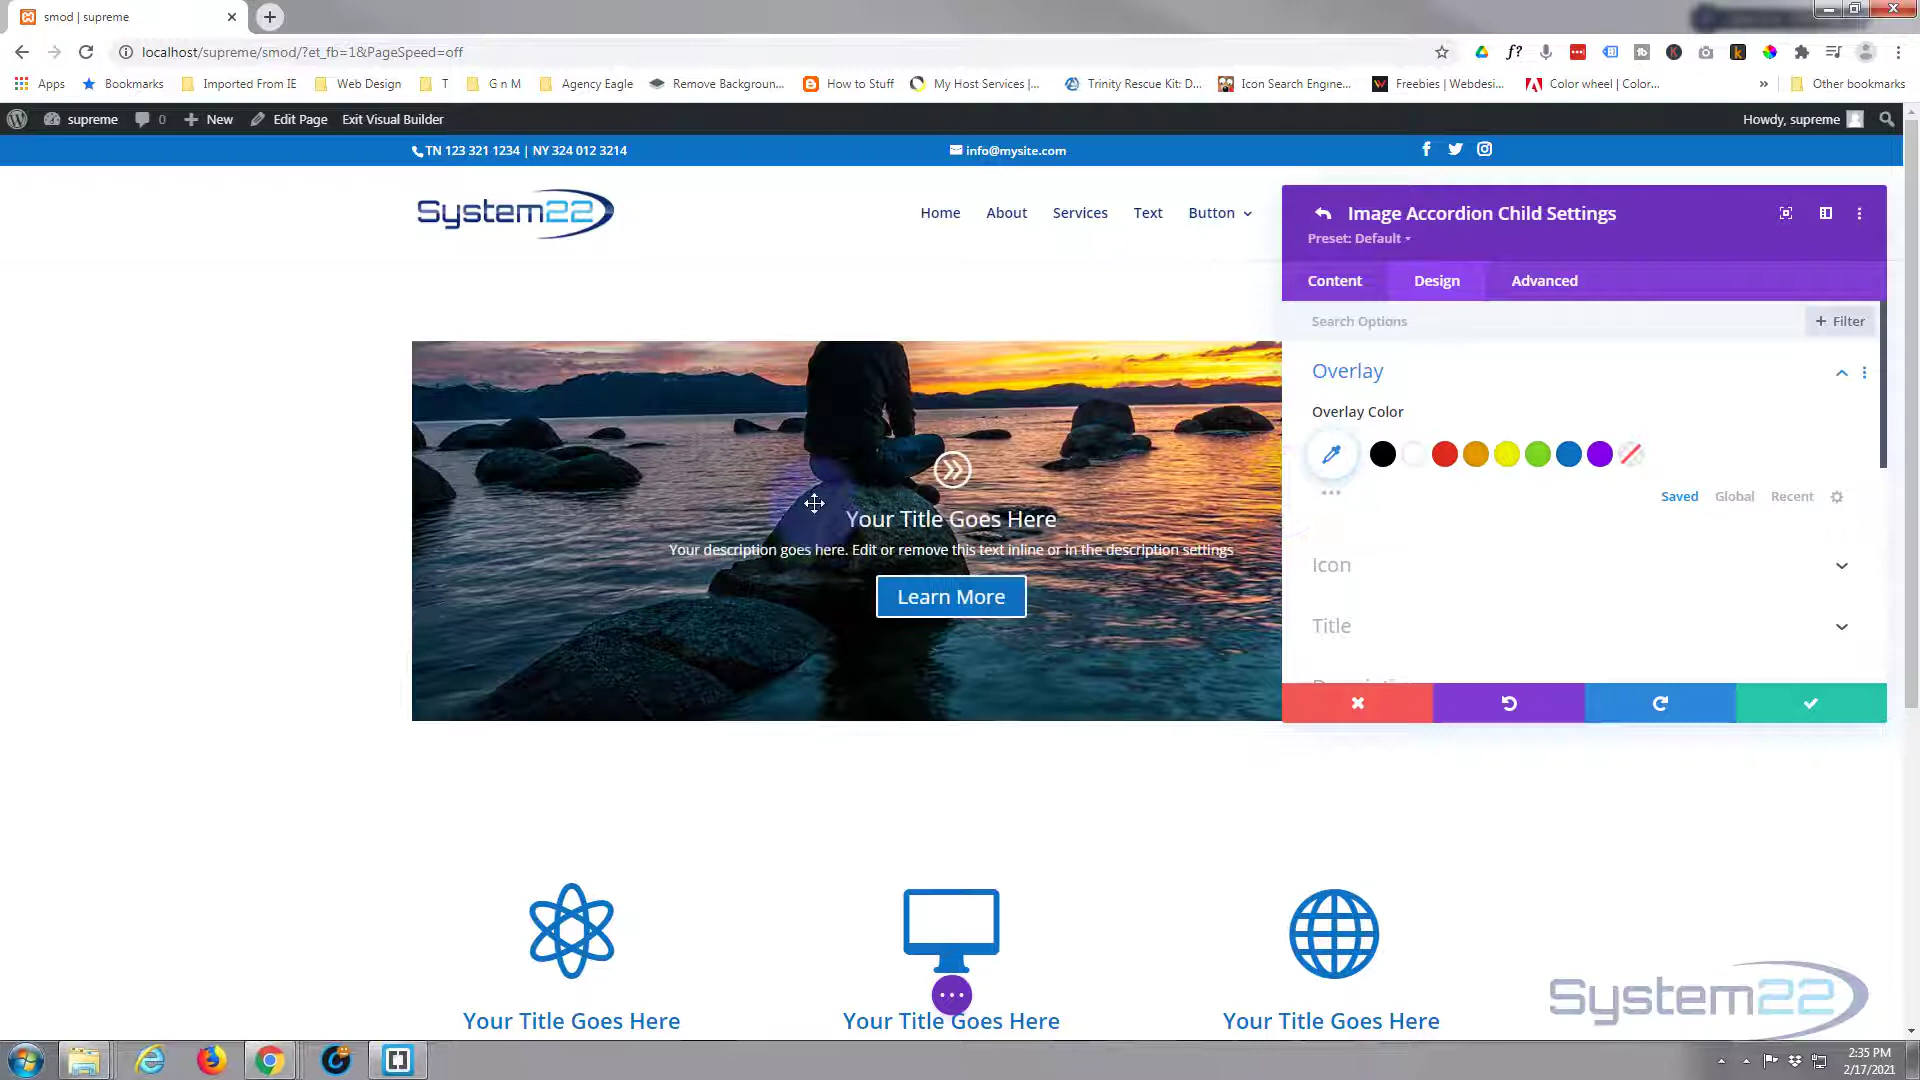 smod | supreme
localhost/supreme/smod/?et_fb=1&PageSpeed=off
Apps Bookmarks Imported From IE Web Design T G n M Agency Eagle Remove Backgroun... How to Stuff My Host Services |... Trinity Rescue Kit: D... Icon Search Engine... Freebies | Webdesi... Color wheel | Color... » Other bookmarks
supreme 0 New Edit Page Exit Visual Builder Howdy, supreme
TN 123 321 1234 | NY 324 012 3214 info@mysite.com
System22
Home About Services Text Button
Image Accordion Child Settings
Preset: Default
Content Design Advanced
Search Options + Filter
Overlay
Overlay Color
Saved Global Recent
Icon
Title
Your Title Goes Here
Your description goes here. Edit or remove this text inline or in the description settings
Learn More
Your Title Goes Here Your Title Goes Here Your Title Goes Here
System22
2:35 PM
2/17/2021